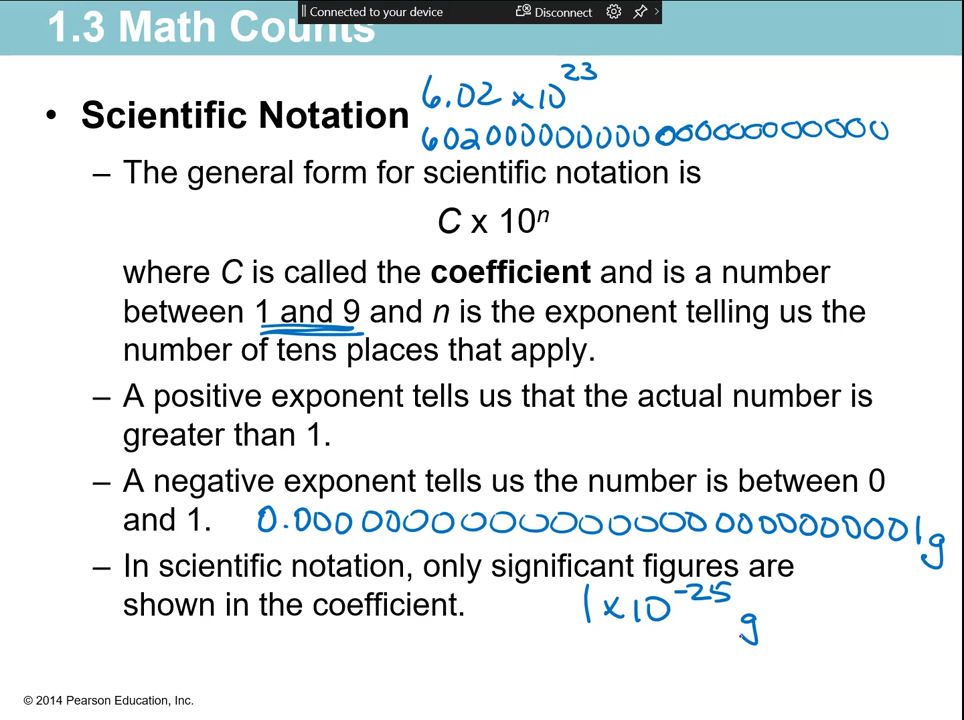 Connected to your device Disconnect
1.3 Math Counts
• Scientific Notation 6.02 x 10^23
602000000000000000000000
– The general form for scientific notation is
C x 10ⁿ
where C is called the coefficient and is a number
between 1 and 9 and n is the exponent telling us the
number of tens places that apply.
– A positive exponent tells us that the actual number is
greater than 1.
– A negative exponent tells us the number is between 0
and 1. 0.0000000000000000000000001g
– In scientific notation, only significant figures are
shown in the coefficient. 1 x 10^-25 g
© 2014 Pearson Education, Inc.